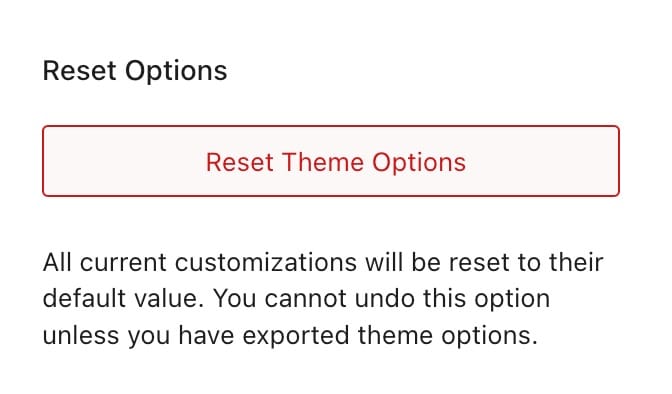 Reset Options
Reset Theme Options
All current customizations will be reset to their
default value. You cannot undo this option
unless you have exported theme options.